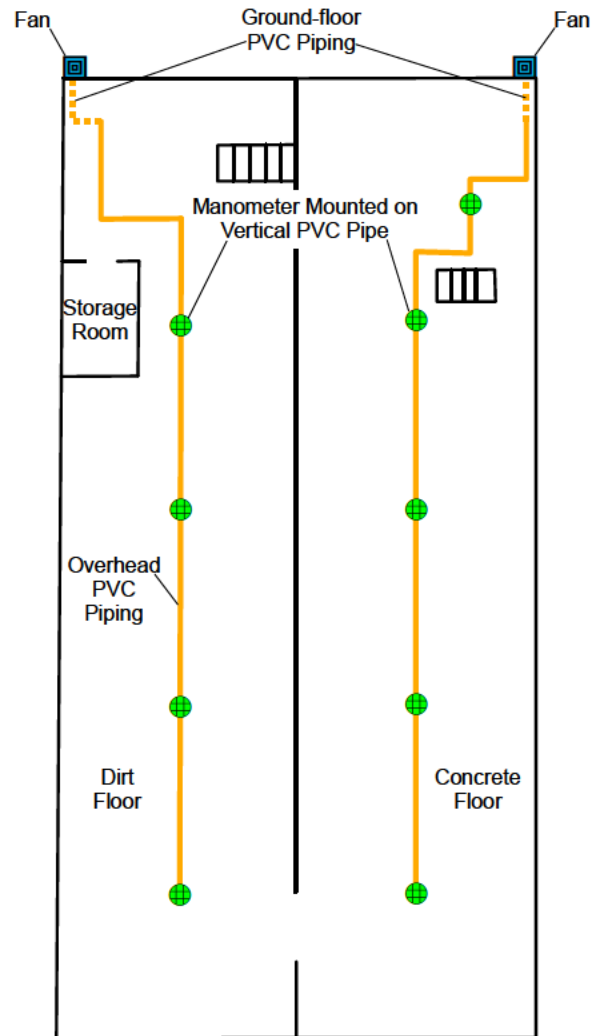 Fan
Ground-floor
PVC Piping
Fan
Manometer Mounted on
Vertical PVC Pipe
Storage
Room
Overhead
PVC
Piping
Dirt
Floor
Concrete
Floor